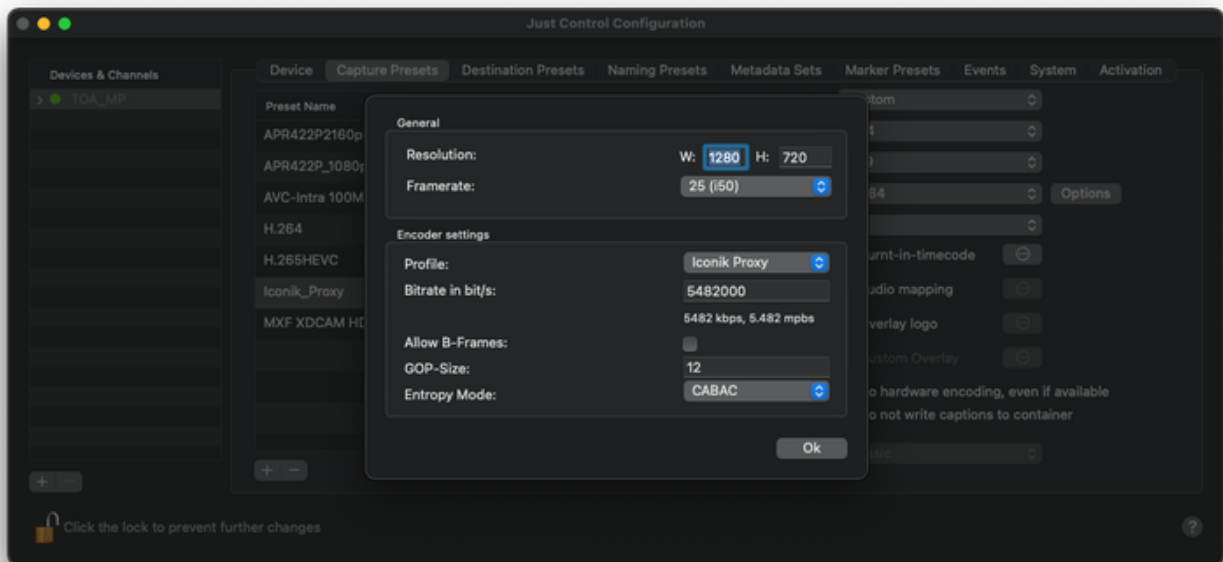 Just Control Configuration
Devices & Channels
TOA_MP
Device Capture Presets Destination Presets Naming Presets Metadata Sets Marker Presets Events System Activation
Preset Name
APR422P2160p
APR422P_1080p
AVC-Intra 100M
H.264
H.265HEVC
Iconik_Proxy
MXF XDCAM HD
General
Resolution: W: 1280 H: 720
Framerate: 25 (i50)
Encoder settings
Profile: Iconik Proxy
Bitrate in bit/s: 5482000
5482 kbps, 5.482 mpbs
Allow B-Frames:
GOP-Size: 12
Entropy Mode: CABAC
Ok
tom
4
64 Options
urnt-in-timecode
udio mapping
verlay logo
ustom Overlay
o hardware encoding, even if available
o not write captions to container
sic
+ −
+ −
Click the lock to prevent further changes
?